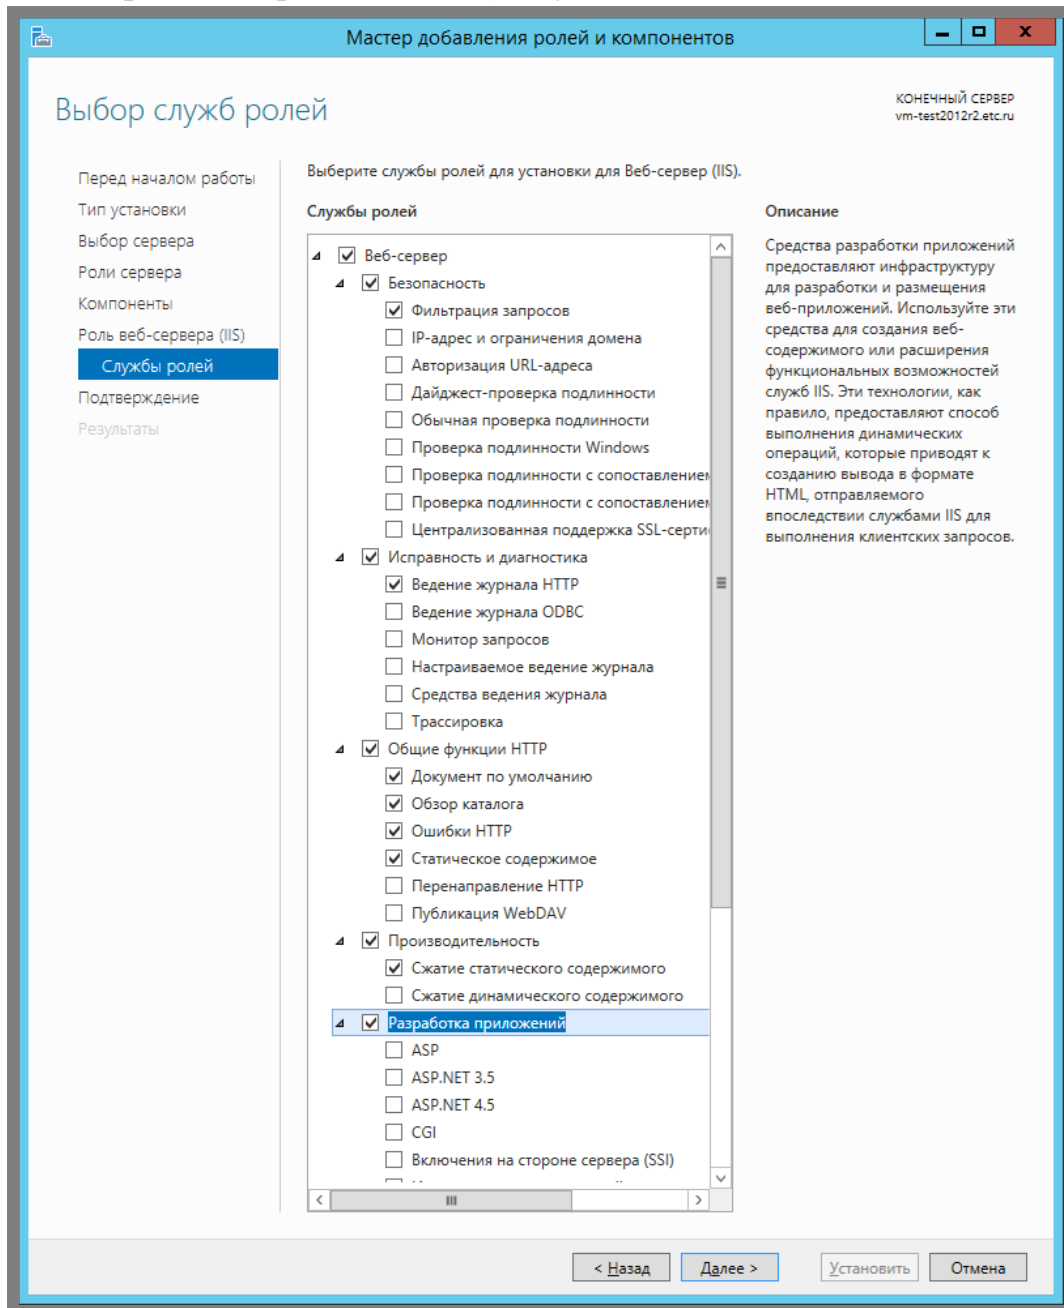 Мастер добавления ролей и компонентов
Выбор служб ролей
КОНЕЧНЫЙ СЕРВЕР
vm-test2012r2.etc.ru
Перед началом работы
Тип установки
Выбор сервера
Роли сервера
Компоненты
Роль веб-сервера (IIS)
Службы ролей
Подтверждение
Результаты
Выберите службы ролей для установки для Веб-сервер (IIS).
Службы ролей
Веб-сервер
Безопасность
Фильтрация запросов
IP-адрес и ограничения домена
Авторизация URL-адреса
Дайджест-проверка подлинности
Обычная проверка подлинности
Проверка подлинности Windows
Проверка подлинности с сопоставлением
Проверка подлинности с сопоставлением
Централизованная поддержка SSL-серти
Исправность и диагностика
Ведение журнала HTTP
Ведение журнала ODBC
Монитор запросов
Настраиваемое ведение журнала
Средства ведения журнала
Трассировка
Общие функции HTTP
Документ по умолчанию
Обзор каталога
Ошибки HTTP
Статическое содержимое
Перенаправление HTTP
Публикация WebDAV
Производительность
Сжатие статического содержимого
Сжатие динамического содержимого
Разработка приложений
ASP
ASP.NET 3.5
ASP.NET 4.5
CGI
Включения на стороне сервера (SSI)
Описание
Средства разработки приложений
предоставляют инфраструктуру
для разработки и размещения
веб-приложений. Используйте эти
средства для создания веб-
содержимого или расширения
функциональных возможностей
служб IIS. Эти технологии, как
правило, предоставляют способ
выполнения динамических
операций, которые приводят к
созданию вывода в формате
HTML, отправляемого
впоследствии службами IIS для
выполнения клиентских запросов.
< Назад
Далее >
Установить
Отмена